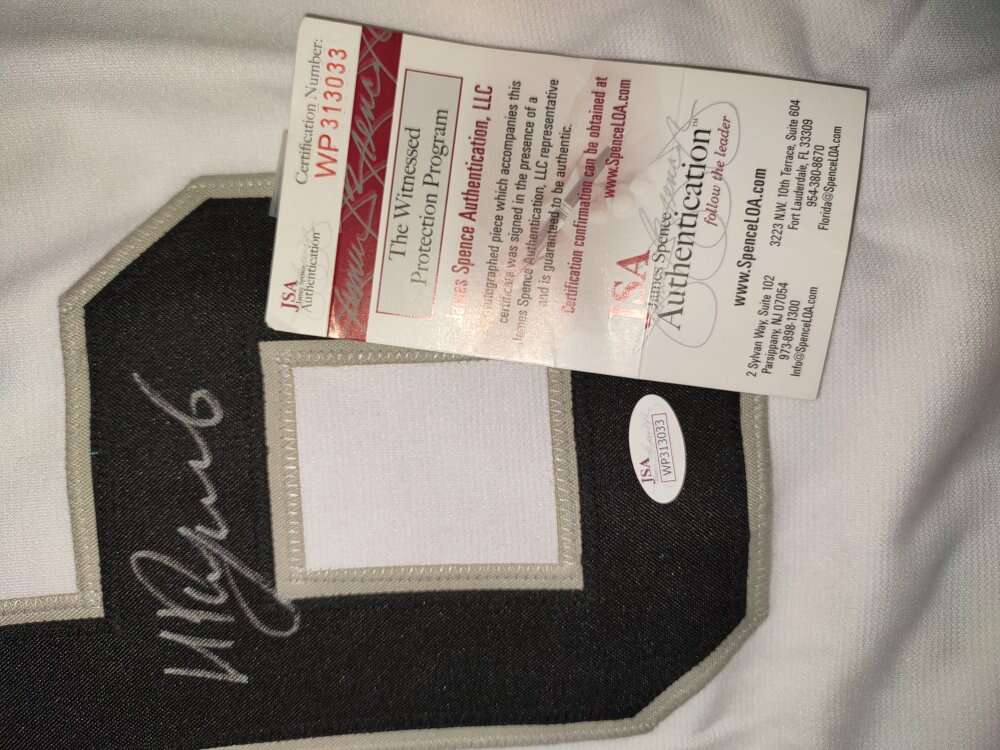 JSA
James Spence
Authentication
Certification Number:
WP313033
The Witnessed
Protection Program
James Spence Authentication, LLC
autographed piece which accompanies this
certificate was signed in the presence of a
James Spence Authentication, LLC representative
and is guaranteed to be authentic.
Certification confirmation can be obtained at
www.SpenceLOA.com
JSA
James Spence
Authentication™
follow the leader
www.SpenceLOA.com
2 Sylvan Way, Suite 102
Parsippany, NJ 07054
973-898-1300
Info@SpenceLOA.com
3223 N.W. 10th Terrace, Suite 604
Fort Lauderdale, FL 33309
954-380-8670
Florida@SpenceLOA.com
JSA
WP313033